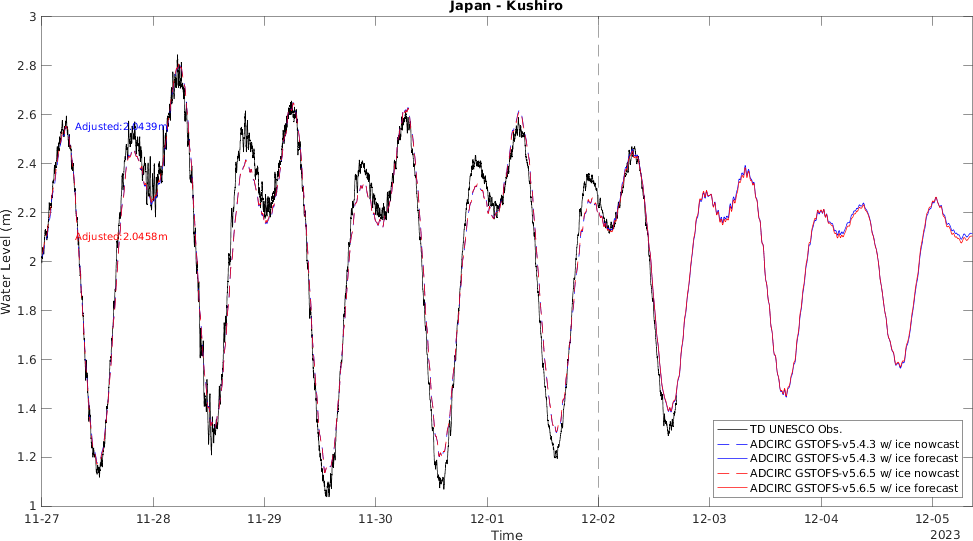 Japan - Kushiro
3
2.8
2.6
2.4
2.2
2
1.8
1.6
1.4
1.2
1
Water Level (m)
Adjusted:2.0439m
Adjusted:2.0458m
TD UNESCO Obs.
ADCIRC GSTOFS-v5.4.3 w/ ice nowcast
ADCIRC GSTOFS-v5.4.3 w/ ice forecast
ADCIRC GSTOFS-v5.6.5 w/ ice nowcast
ADCIRC GSTOFS-v5.6.5 w/ ice forecast
11-27 11-28 11-29 11-30 12-01 12-02 12-03 12-04 12-05
Time
2023